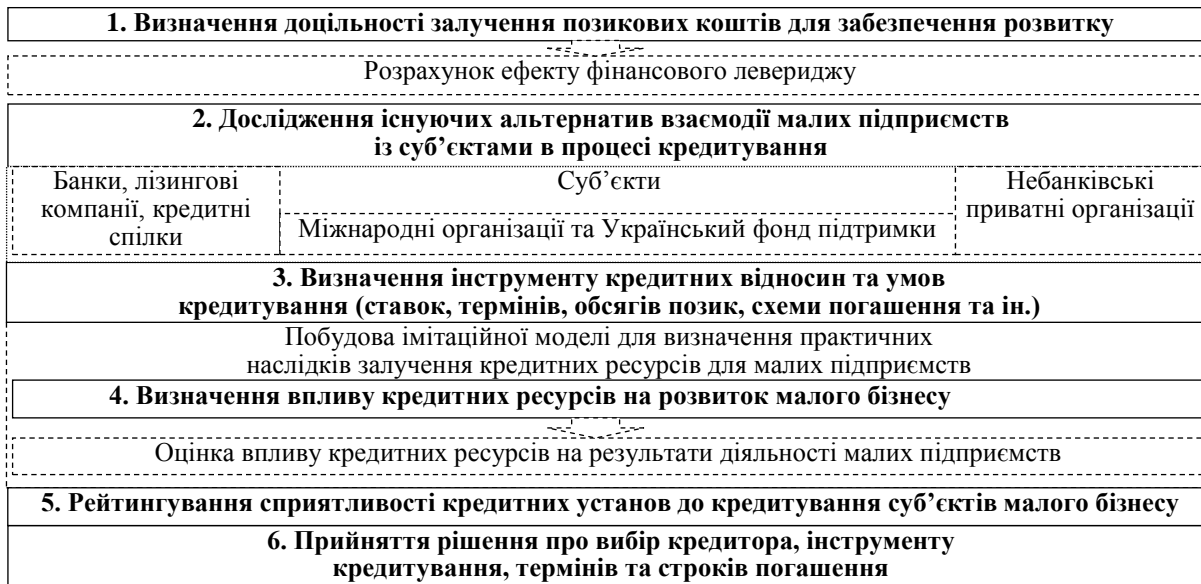 1. Визначення доцільності залучення позикових коштів для забезпечення розвитку
Розрахунок ефекту фінансового левериджу
2. Дослідження існуючих альтернатив взаємодії малих підприємств
із суб’єктами в процесі кредитування
Банки, лізингові
компанії, кредитні
спілки
Суб’єкти
Міжнародні організації та Український фонд підтримки
Небанківські
приватні організації
3. Визначення інструменту кредитних відносин та умов
кредитування (ставок, термінів, обсягів позик, схеми погашення та ін.)
Побудова імітаційної моделі для визначення практичних
наслідків залучення кредитних ресурсів для малих підприємств
4. Визначення впливу кредитних ресурсів на розвиток малого бізнесу
Оцінка впливу кредитних ресурсів на результати діяльності малих підприємств
5. Рейтингування сприятливості кредитних установ до кредитування суб’єктів малого бізнесу
6. Прийняття рішення про вибір кредитора, інструменту
кредитування, термінів та строків погашення